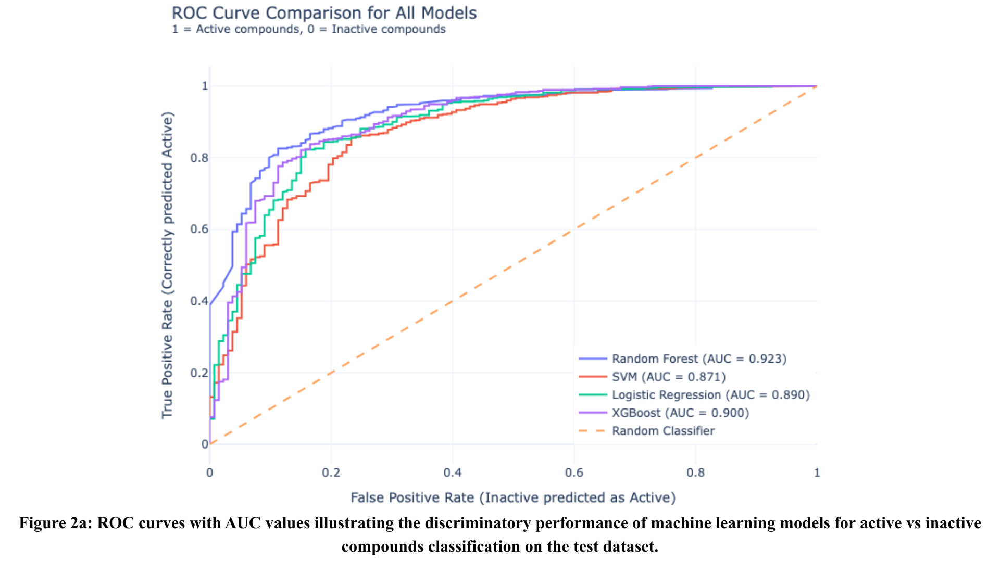 ROC Curve Comparison for All Models
1 = Active compounds, 0 = Inactive compounds
True Positive Rate (Correctly predicted Active)
1
0.8
0.6
0.4
0.2
0
0
0.2
0.4
0.6
0.8
1
Random Forest (AUC = 0.923)
SVM (AUC = 0.871)
Logistic Regression (AUC = 0.890)
XGBoost (AUC = 0.900)
Random Classifier
False Positive Rate (Inactive predicted as Active)
Figure 2a: ROC curves with AUC values illustrating the discriminatory performance of machine learning models for active vs inactive
compounds classification on the test dataset.